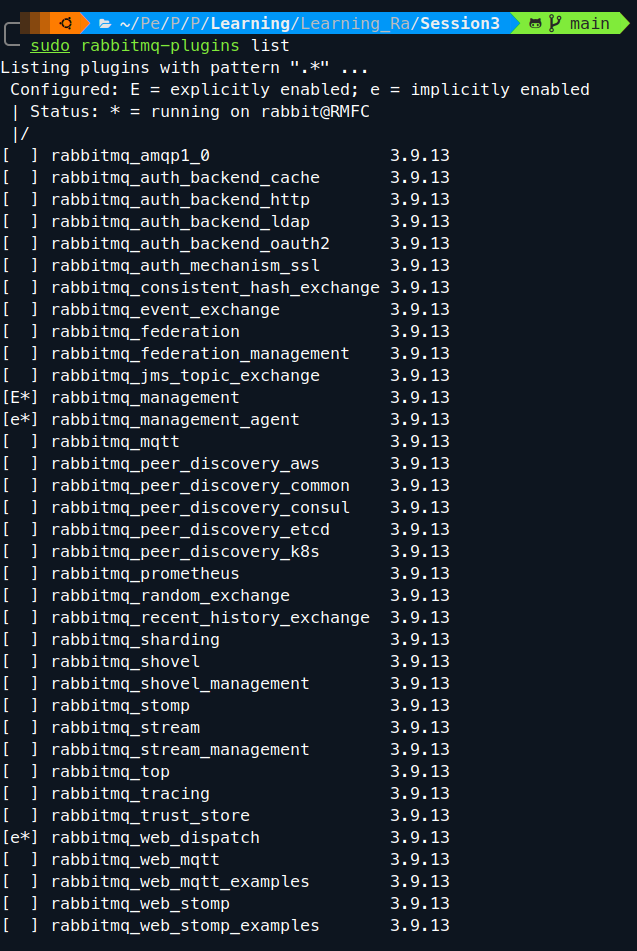 ~/Pe/P/P/Learning/Learning_Ra/Session3 main
sudo rabbitmq-plugins list
Listing plugins with pattern ".*" ...
 Configured: E = explicitly enabled; e = implicitly enabled
 | Status: * = running on rabbit@RMFC
 |/
[  ] rabbitmq_amqp1_0                  3.9.13
[  ] rabbitmq_auth_backend_cache       3.9.13
[  ] rabbitmq_auth_backend_http        3.9.13
[  ] rabbitmq_auth_backend_ldap        3.9.13
[  ] rabbitmq_auth_backend_oauth2      3.9.13
[  ] rabbitmq_auth_mechanism_ssl       3.9.13
[  ] rabbitmq_consistent_hash_exchange 3.9.13
[  ] rabbitmq_event_exchange           3.9.13
[  ] rabbitmq_federation               3.9.13
[  ] rabbitmq_federation_management    3.9.13
[  ] rabbitmq_jms_topic_exchange       3.9.13
[E*] rabbitmq_management               3.9.13
[e*] rabbitmq_management_agent         3.9.13
[  ] rabbitmq_mqtt                     3.9.13
[  ] rabbitmq_peer_discovery_aws       3.9.13
[  ] rabbitmq_peer_discovery_common    3.9.13
[  ] rabbitmq_peer_discovery_consul    3.9.13
[  ] rabbitmq_peer_discovery_etcd      3.9.13
[  ] rabbitmq_peer_discovery_k8s       3.9.13
[  ] rabbitmq_prometheus               3.9.13
[  ] rabbitmq_random_exchange          3.9.13
[  ] rabbitmq_recent_history_exchange  3.9.13
[  ] rabbitmq_sharding                 3.9.13
[  ] rabbitmq_shovel                   3.9.13
[  ] rabbitmq_shovel_management        3.9.13
[  ] rabbitmq_stomp                    3.9.13
[  ] rabbitmq_stream                   3.9.13
[  ] rabbitmq_stream_management        3.9.13
[  ] rabbitmq_top                      3.9.13
[  ] rabbitmq_tracing                  3.9.13
[  ] rabbitmq_trust_store              3.9.13
[e*] rabbitmq_web_dispatch             3.9.13
[  ] rabbitmq_web_mqtt                 3.9.13
[  ] rabbitmq_web_mqtt_examples        3.9.13
[  ] rabbitmq_web_stomp                3.9.13
[  ] rabbitmq_web_stomp_examples       3.9.13